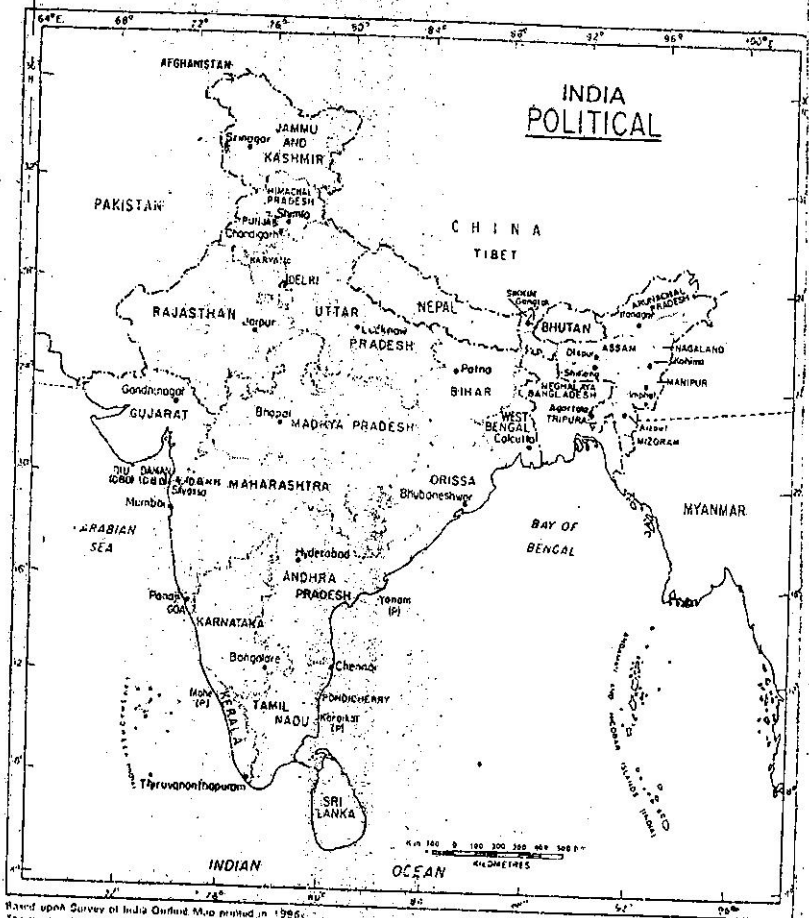 64°E.
68°
72°
76°
80°
84°
88°
92°
96°
100°E
INDIA
POLITICAL
AFGHANISTAN
JAMMU
AND
KASHMIR
Srinagar
HIMACHAL
PRADESH
Shimla
PUNJAB
Chandigarh
PAKISTAN
CHINA
TIBET
DELHI
RAJASTHAN
Jaipur
UTTAR
PRADESH
Lucknow
NEPAL
Gangtok
BHUTAN
ARUNACHAL
PRADESH
Itanagar
Dispur
ASSAM
NAGALAND
Kohima
Shillong
MEGHALAYA
MANIPUR
Imphal
BANGLADESH
Patna
BIHAR
Gandhinagar
GUJARAT
Bhopal
MADHYA PRADESH
WEST
BENGAL
Calcutta
Agartala
TRIPURA
Aizawl
MIZORAM
DIU
DAMAN
Silvassa
MAHARASHTRA
ORISSA
Bhubaneshwar
Mumbai
MYANMAR
ARABIAN
SEA
BAY OF
BENGAL
Hyderabad
ANDHRA
PRADESH
Yanam
(P)
Panaji
GOA
KARNATAKA
Bangalore
Chennai
Mahe
(P)
KERALA
TAMIL
NADU
PONDICHERRY
Karaikal
(P)
Thiruvananthapuram
SRI
LANKA
ISLANDS (INDIA)
INDIAN
OCEAN
KILOMETRES
Based upon Survey of India Outline Map printed in 1996